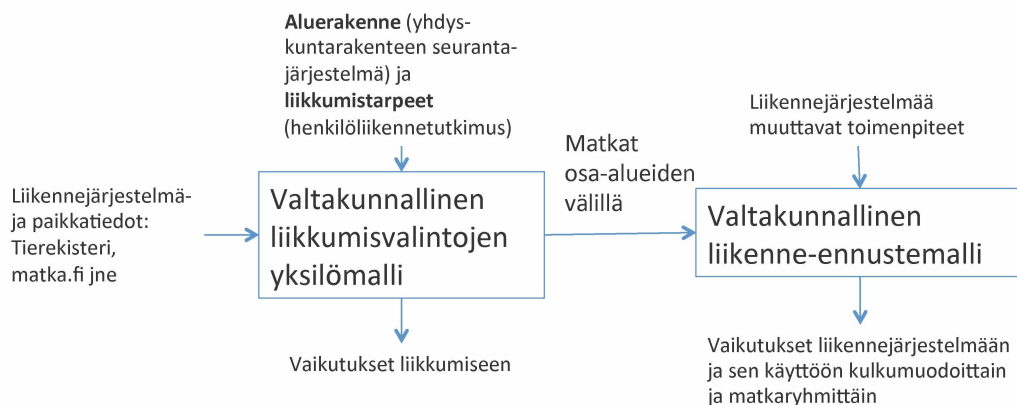 Aluerakenne (yhdys-
kuntarakenteen seuranta-
järjestelmä) ja
liikkumistarpeet
(henkilöliikennetutkimus)
Liikennejärjestelmää
muuttavat toimenpiteet
Matkat
osa-alueiden
välillä
Liikennejärjestelmä-
ja paikkatiedot:
Tierekisteri,
matka.fi jne
Valtakunnallinen
liikkumisvalintojen
yksilömalli
Valtakunnallinen
liikenne-ennustemalli
Vaikutukset liikkumiseen
Vaikutukset liikennejärjestelmään
ja sen käyttöön kulkumuodoittain
ja matkaryhmittäin